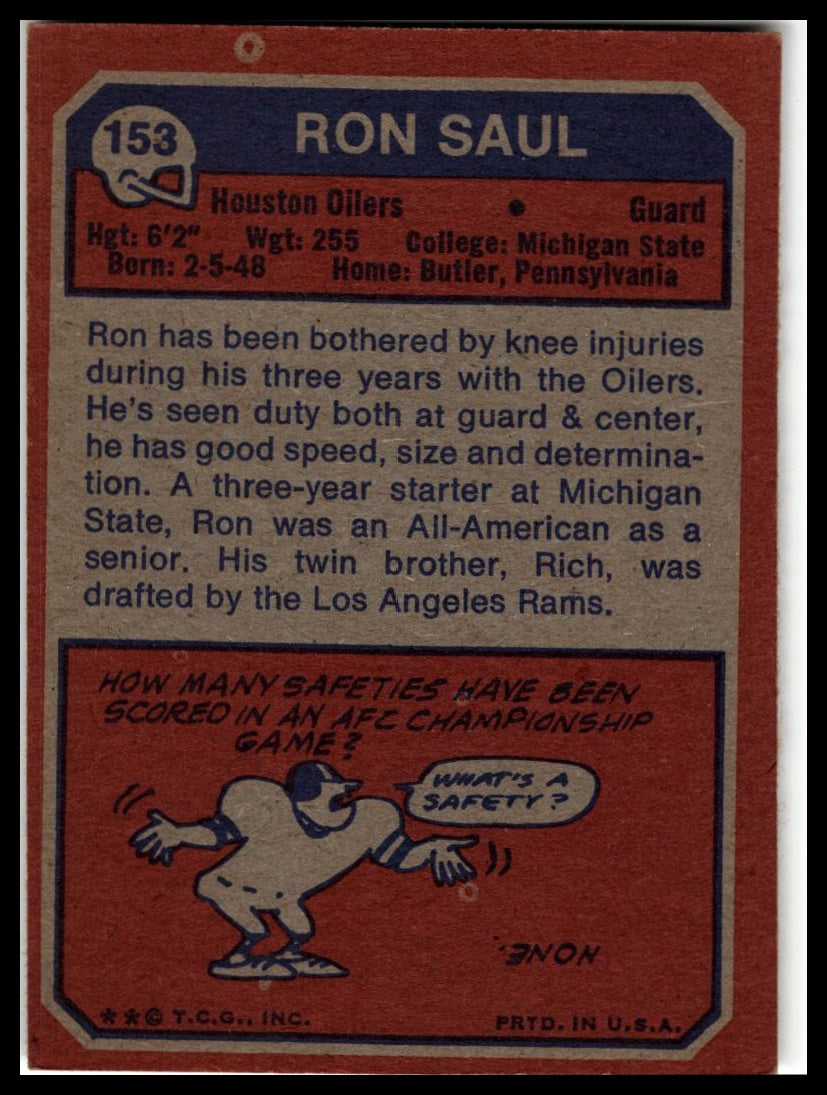 153
RON SAUL
Houston Oilers • Guard
Hgt: 6'2" Wgt: 255 College: Michigan State
Born: 2-5-48 Home: Butler, Pennsylvania
Ron has been bothered by knee injuries
during his three years with the Oilers.
He's seen duty both at guard & center,
he has good speed, size and determina-
tion. A three-year starter at Michigan
State, Ron was an All-American as a
senior. His twin brother, Rich, was
drafted by the Los Angeles Rams.
HOW MANY SAFETIES HAVE BEEN
SCORED IN AN AFC CHAMPIONSHIP
GAME?
WHAT'S A
SAFETY?
NONE.
**© T.C.G., INC. PRTD. IN U.S.A.